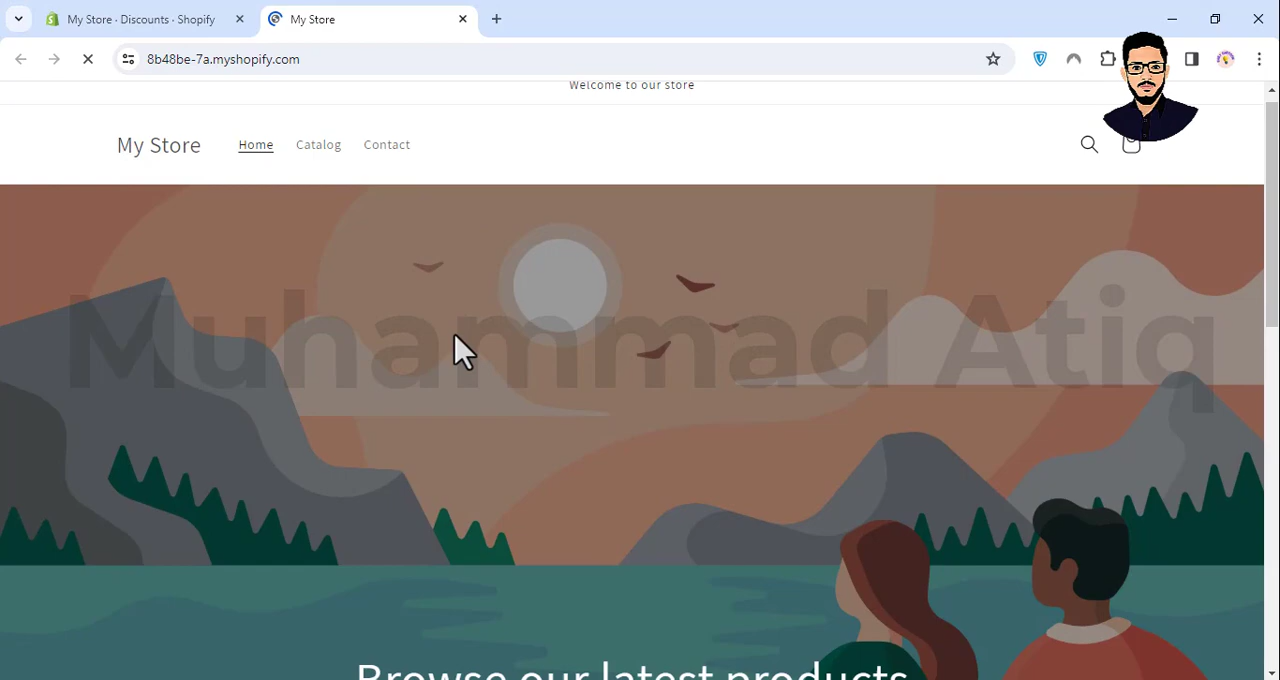 My Store · Discounts · Shopify
My Store
8b48be-7a.myshopify.com
Welcome to our store
My Store
Home
Catalog
Contact
Muhammad Atiq
Browse our latest products